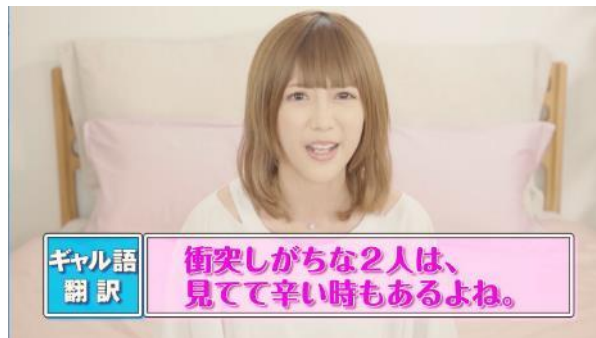 ギャル語
翻訳
衝突しがちな２人は、
見てて辛い時もあるよね。